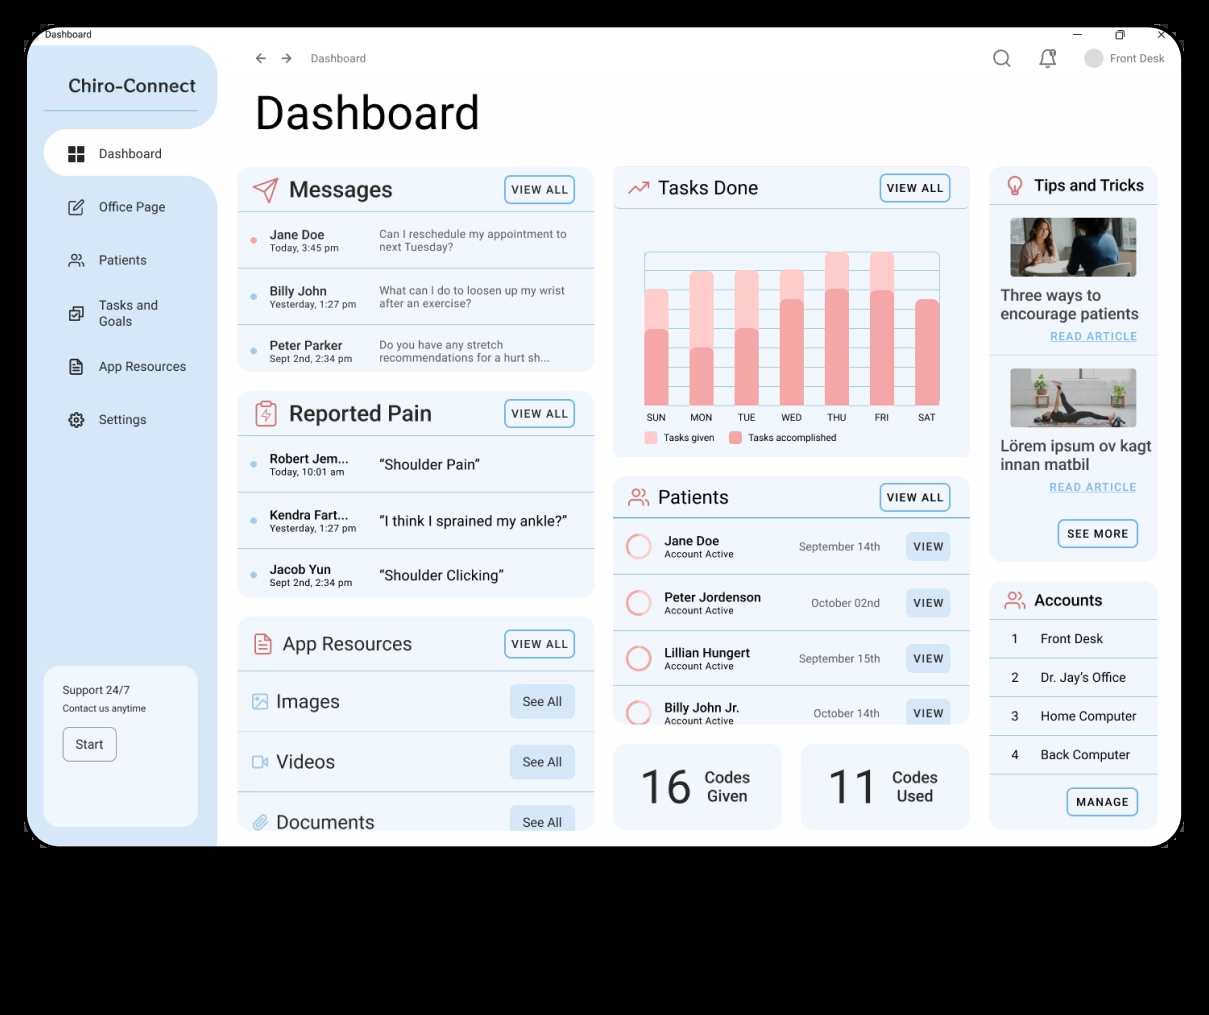 Dashboard
Chiro-Connect
Dashboard
Office Page
Patients
Tasks and
Goals
App Resources
Settings
Support 24/7
Contact us anytime
Start
Dashboard
Front Desk
Dashboard
Messages
VIEW ALL
Jane Doe
Today, 3:45 pm
Can I reschedule my appointment to
next Tuesday?
Billy John
Yesterday, 1:27 pm
What can I do to loosen up my wrist
after an exercise?
Peter Parker
Sept 2nd, 2:34 pm
Do you have any stretch
recommendations for a hurt sh...
Reported Pain
VIEW ALL
Robert Jem...
Today, 10:01 am
“Shoulder Pain”
Kendra Fart...
Yesterday, 1:27 pm
“I think I sprained my ankle?”
Jacob Yun
Sept 2nd, 2:34 pm
“Shoulder Clicking”
App Resources
VIEW ALL
Images
See All
Videos
See All
Documents
See All
Tasks Done
VIEW ALL
SUN MON TUE WED THU FRI SAT
Tasks given
Tasks accomplished
Patients
VIEW ALL
Jane Doe
Account Active
September 14th
VIEW
Peter Jordenson
Account Active
October 02nd
VIEW
Lillian Hungert
Account Active
September 15th
VIEW
Billy John Jr.
Account Active
October 14th
VIEW
16 Codes
Given
11 Codes
Used
Tips and Tricks
Three ways to
encourage patients
READ ARTICLE
Lörem ipsum ov kagt
innan matbil
READ ARTICLE
SEE MORE
Accounts
1 Front Desk
2 Dr. Jay’s Office
3 Home Computer
4 Back Computer
MANAGE